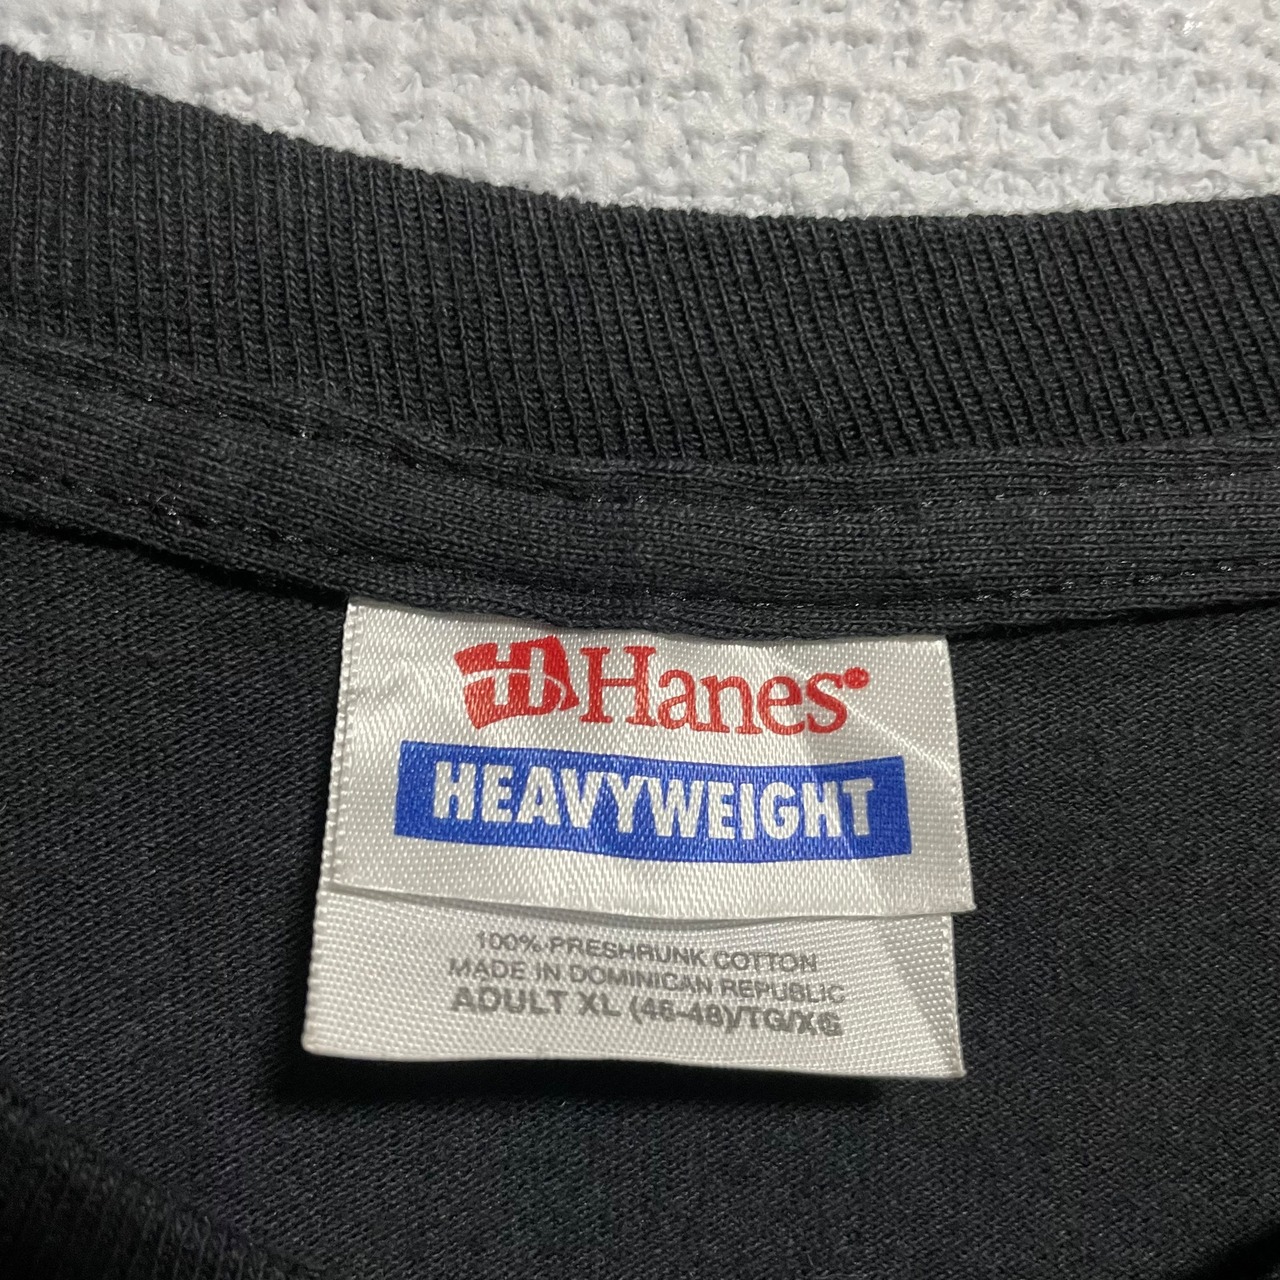 Hanes
HEAVYWEIGHT
100% PRESHRUNK COTTON
MADE IN DOMINICAN REPUBLIC
ADULT XL (46-48)/TG/XG